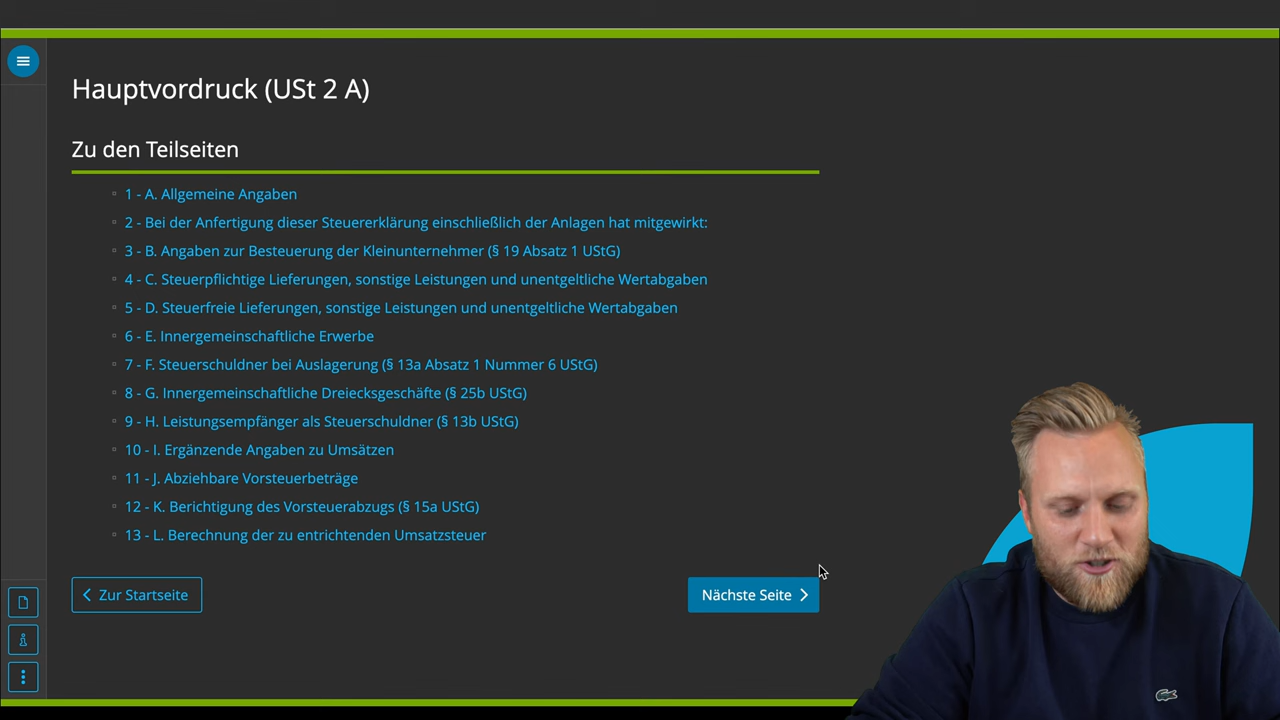 Hauptvordruck (USt 2 A)
Zu den Teilseiten
1 - A. Allgemeine Angaben
2 - Bei der Anfertigung dieser Steuererklärung einschließlich der Anlagen hat mitgewirkt:
3 - B. Angaben zur Besteuerung der Kleinunternehmer (§ 19 Absatz 1 UStG)
4 - C. Steuerpflichtige Lieferungen, sonstige Leistungen und unentgeltliche Wertabgaben
5 - D. Steuerfreie Lieferungen, sonstige Leistungen und unentgeltliche Wertabgaben
6 - E. Innergemeinschaftliche Erwerbe
7 - F. Steuerschuldner bei Auslagerung (§ 13a Absatz 1 Nummer 6 UStG)
8 - G. Innergemeinschaftliche Dreiecksgeschäfte (§ 25b UStG)
9 - H. Leistungsempfänger als Steuerschuldner (§ 13b UStG)
10 - I. Ergänzende Angaben zu Umsätzen
11 - J. Abziehbare Vorsteuerbeträge
12 - K. Berichtigung des Vorsteuerabzugs (§ 15a UStG)
13 - L. Berechnung der zu entrichtenden Umsatzsteuer
Zur Startseite
Nächste Seite